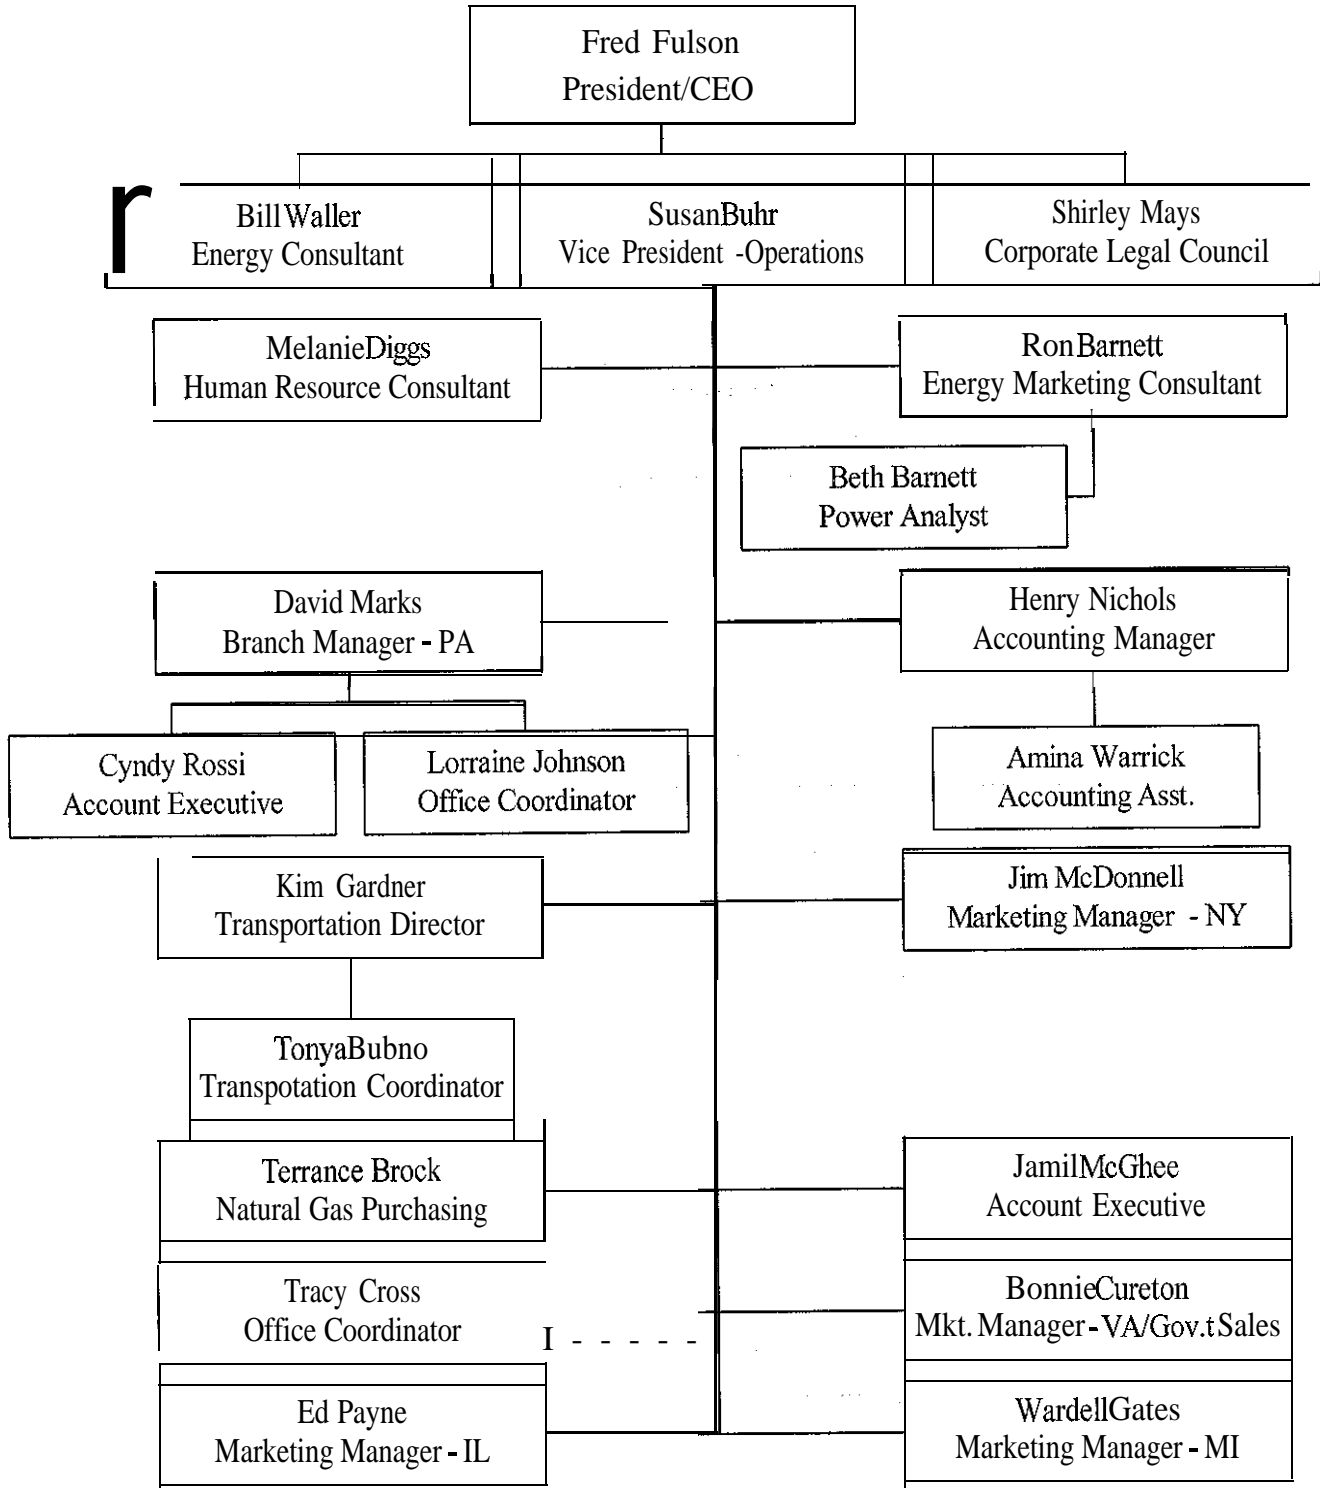 Fred Fulson
President/CEO
Bill Waller
Energy Consultant
Susan Buhr
Vice President -Operations
Shirley Mays
Corporate Legal Council
Melanie Diggs
Human Resource Consultant
Ron Barnett
Energy Marketing Consultant
Beth Barnett
Power Analyst
David Marks
Branch Manager - PA
Henry Nichols
Accounting Manager
Cyndy Rossi
Account Executive
Lorraine Johnson
Office Coordinator
Amina Warrick
Accounting Asst.
Kim Gardner
Transportation Director
Jim McDonnell
Marketing Manager - NY
Tonya Bubno
Transpotation Coordinator
Terrance Brock
Natural Gas Purchasing
Jamil McGhee
Account Executive
Tracy Cross
Office Coordinator
Bonnie Cureton
Mkt. Manager - VA/Gov.t Sales
Ed Payne
Marketing Manager - IL
Wardell Gates
Marketing Manager - MI